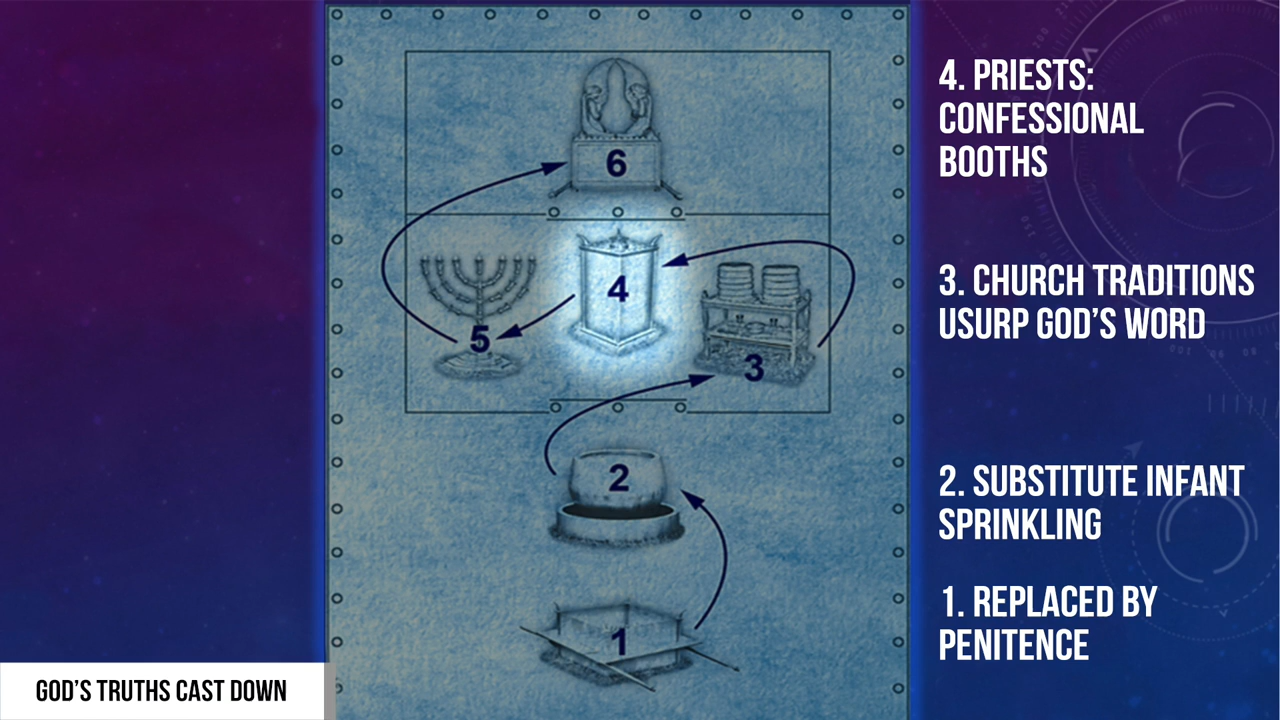 4. PRIESTS:
CONFESSIONAL
BOOTHS
6
4
5
3
3. CHURCH TRADITIONS
USURP GOD'S WORD
2
2. SUBSTITUTE INFANT
SPRINKLING
1
1. REPLACED BY
PENITENCE
GOD'S TRUTHS CAST DOWN